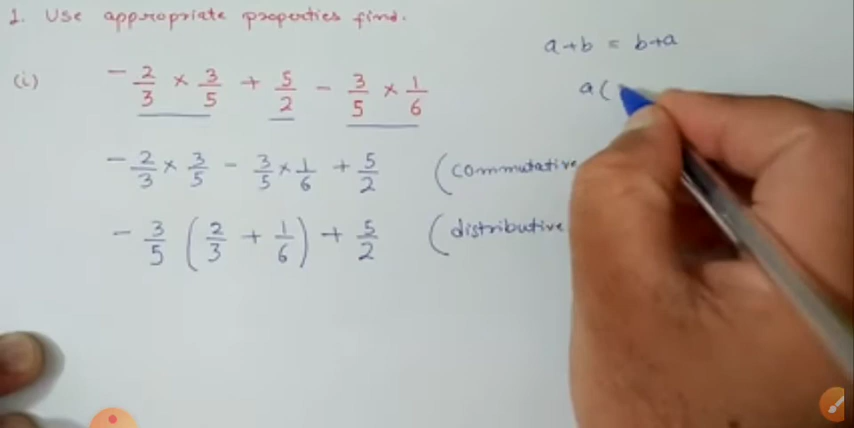 1. Use appropriate properties find.
a+b = b+a
(i) - 2/3 × 3/5 + 5/2 - 3/5 × 1/6
a (
- 2/3 × 3/5 - 3/5 × 1/6 + 5/2 (commutative
- 3/5 ( 2/3 + 1/6 ) + 5/2 (distributive